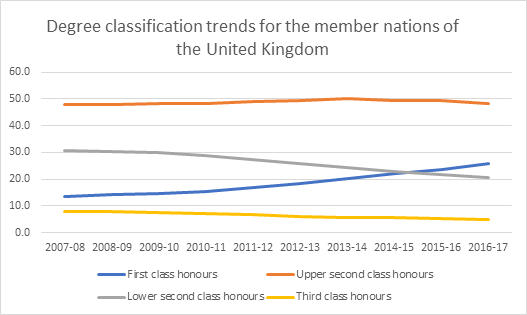 Degree classification trends for the member nations of
the United Kingdom
60.0
50.0
40.0
30.0
20.0
10.0
0.0
2007-08 2008-09 2009-10 2010-11 2011-12 2012-13 2013-14 2014-15 2015-16 2016-17
First class honours Upper second class honours
Lower second class honours Third class honours